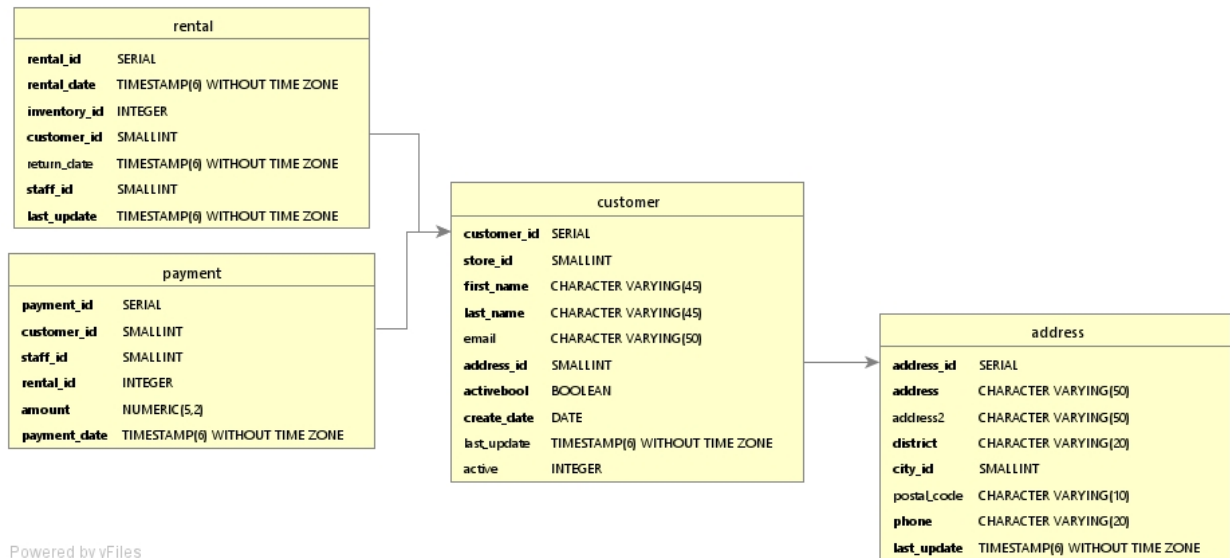 rental
rental_id SERIAL
rental_date TIMESTAMP(6) WITHOUT TIME ZONE
inventory_id INTEGER
customer_id SMALLINT
return_date TIMESTAMP(6) WITHOUT TIME ZONE
staff_id SMALLINT
last_update TIMESTAMP(6) WITHOUT TIME ZONE
payment
payment_id SERIAL
customer_id SMALLINT
staff_id SMALLINT
rental_id INTEGER
amount NUMERIC(5,2)
payment_date TIMESTAMP(6) WITHOUT TIME ZONE
customer
customer_id SERIAL
store_id SMALLINT
first_name CHARACTER VARYING(45)
last_name CHARACTER VARYING(45)
email CHARACTER VARYING(50)
address_id SMALLINT
activebool BOOLEAN
create_date DATE
last_update TIMESTAMP(6) WITHOUT TIME ZONE
active INTEGER
address
address_id SERIAL
address CHARACTER VARYING(50)
address2 CHARACTER VARYING(50)
district CHARACTER VARYING(20)
city_id SMALLINT
postal_code CHARACTER VARYING(10)
phone CHARACTER VARYING(20)
last_update TIMESTAMP(6) WITHOUT TIME ZONE
Powered by yFiles